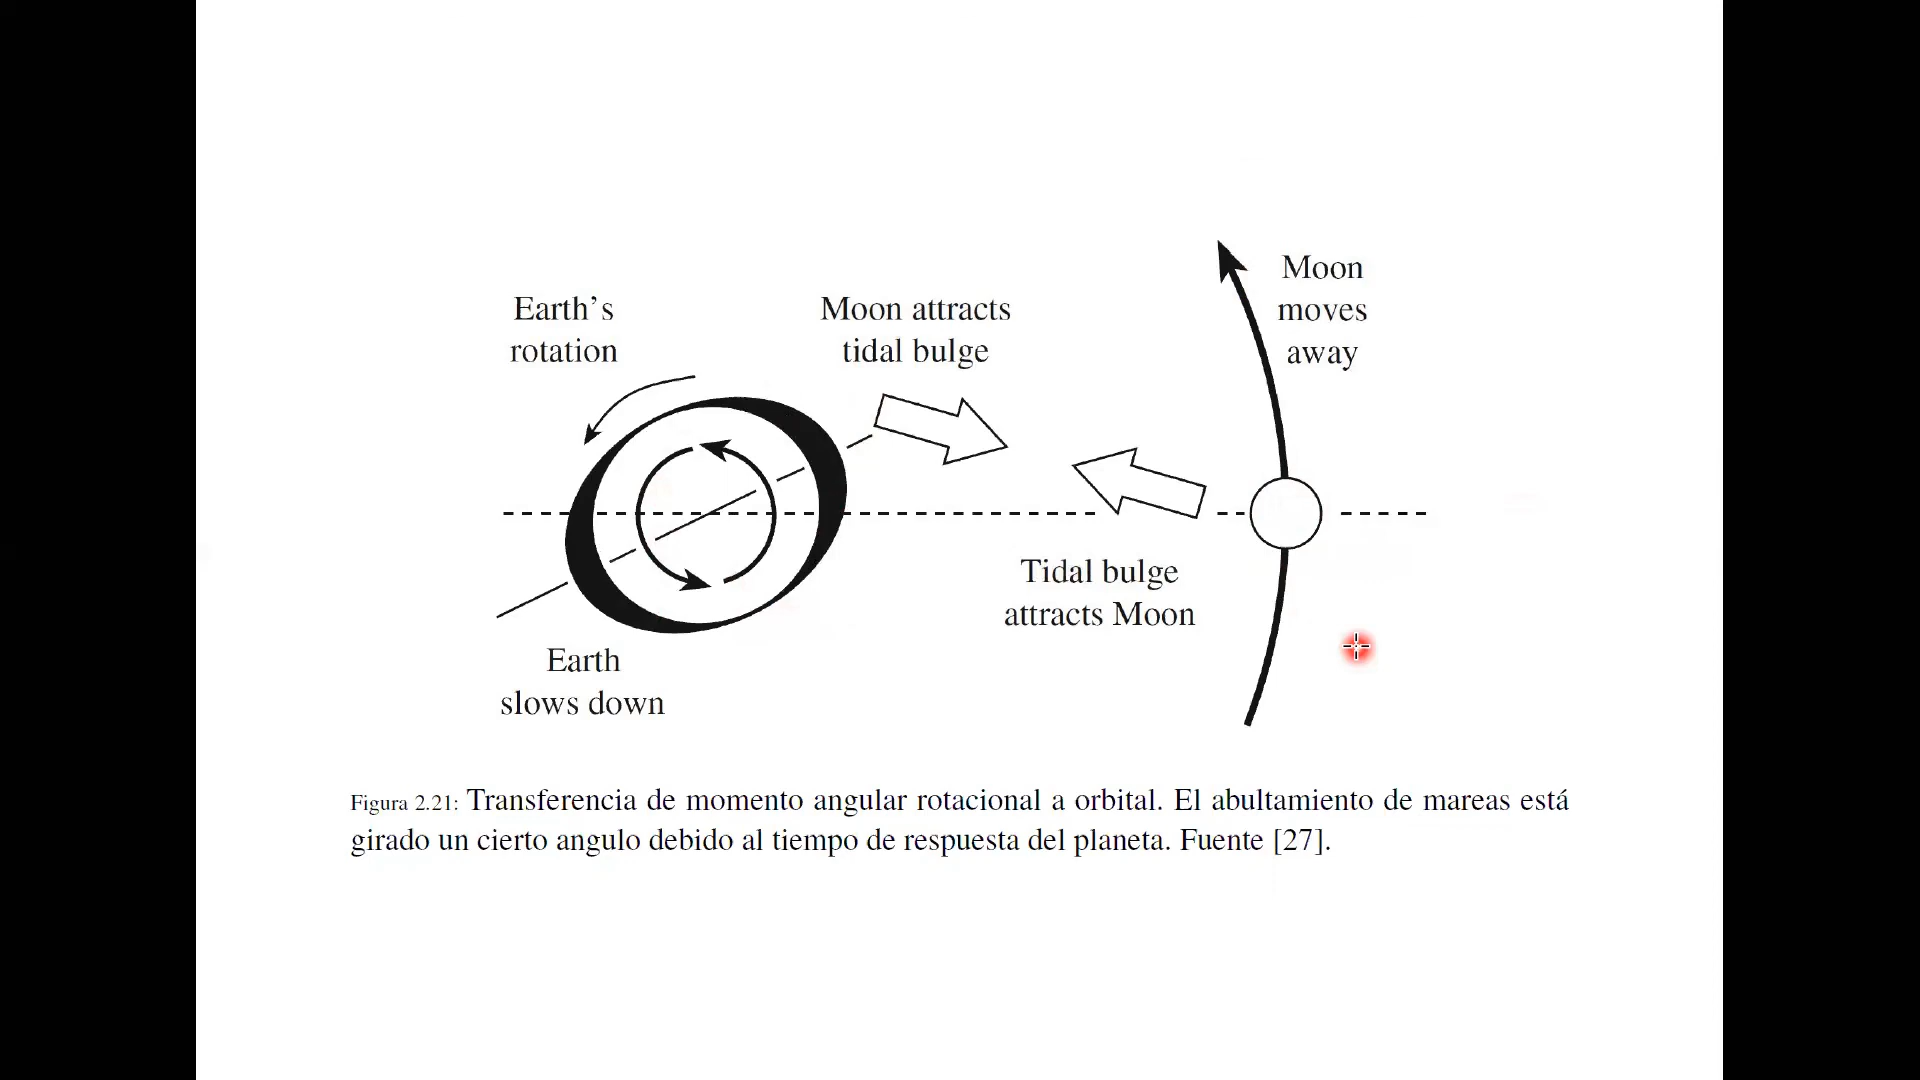 Earth's
rotation
Moon attracts
tidal bulge
Moon
moves
away
Tidal bulge
attracts Moon
Earth
slows down
Figura 2.21: Transferencia de momento angular rotacional a orbital. El abultamiento de mareas está
girado un cierto angulo debido al tiempo de respuesta del planeta. Fuente [27].